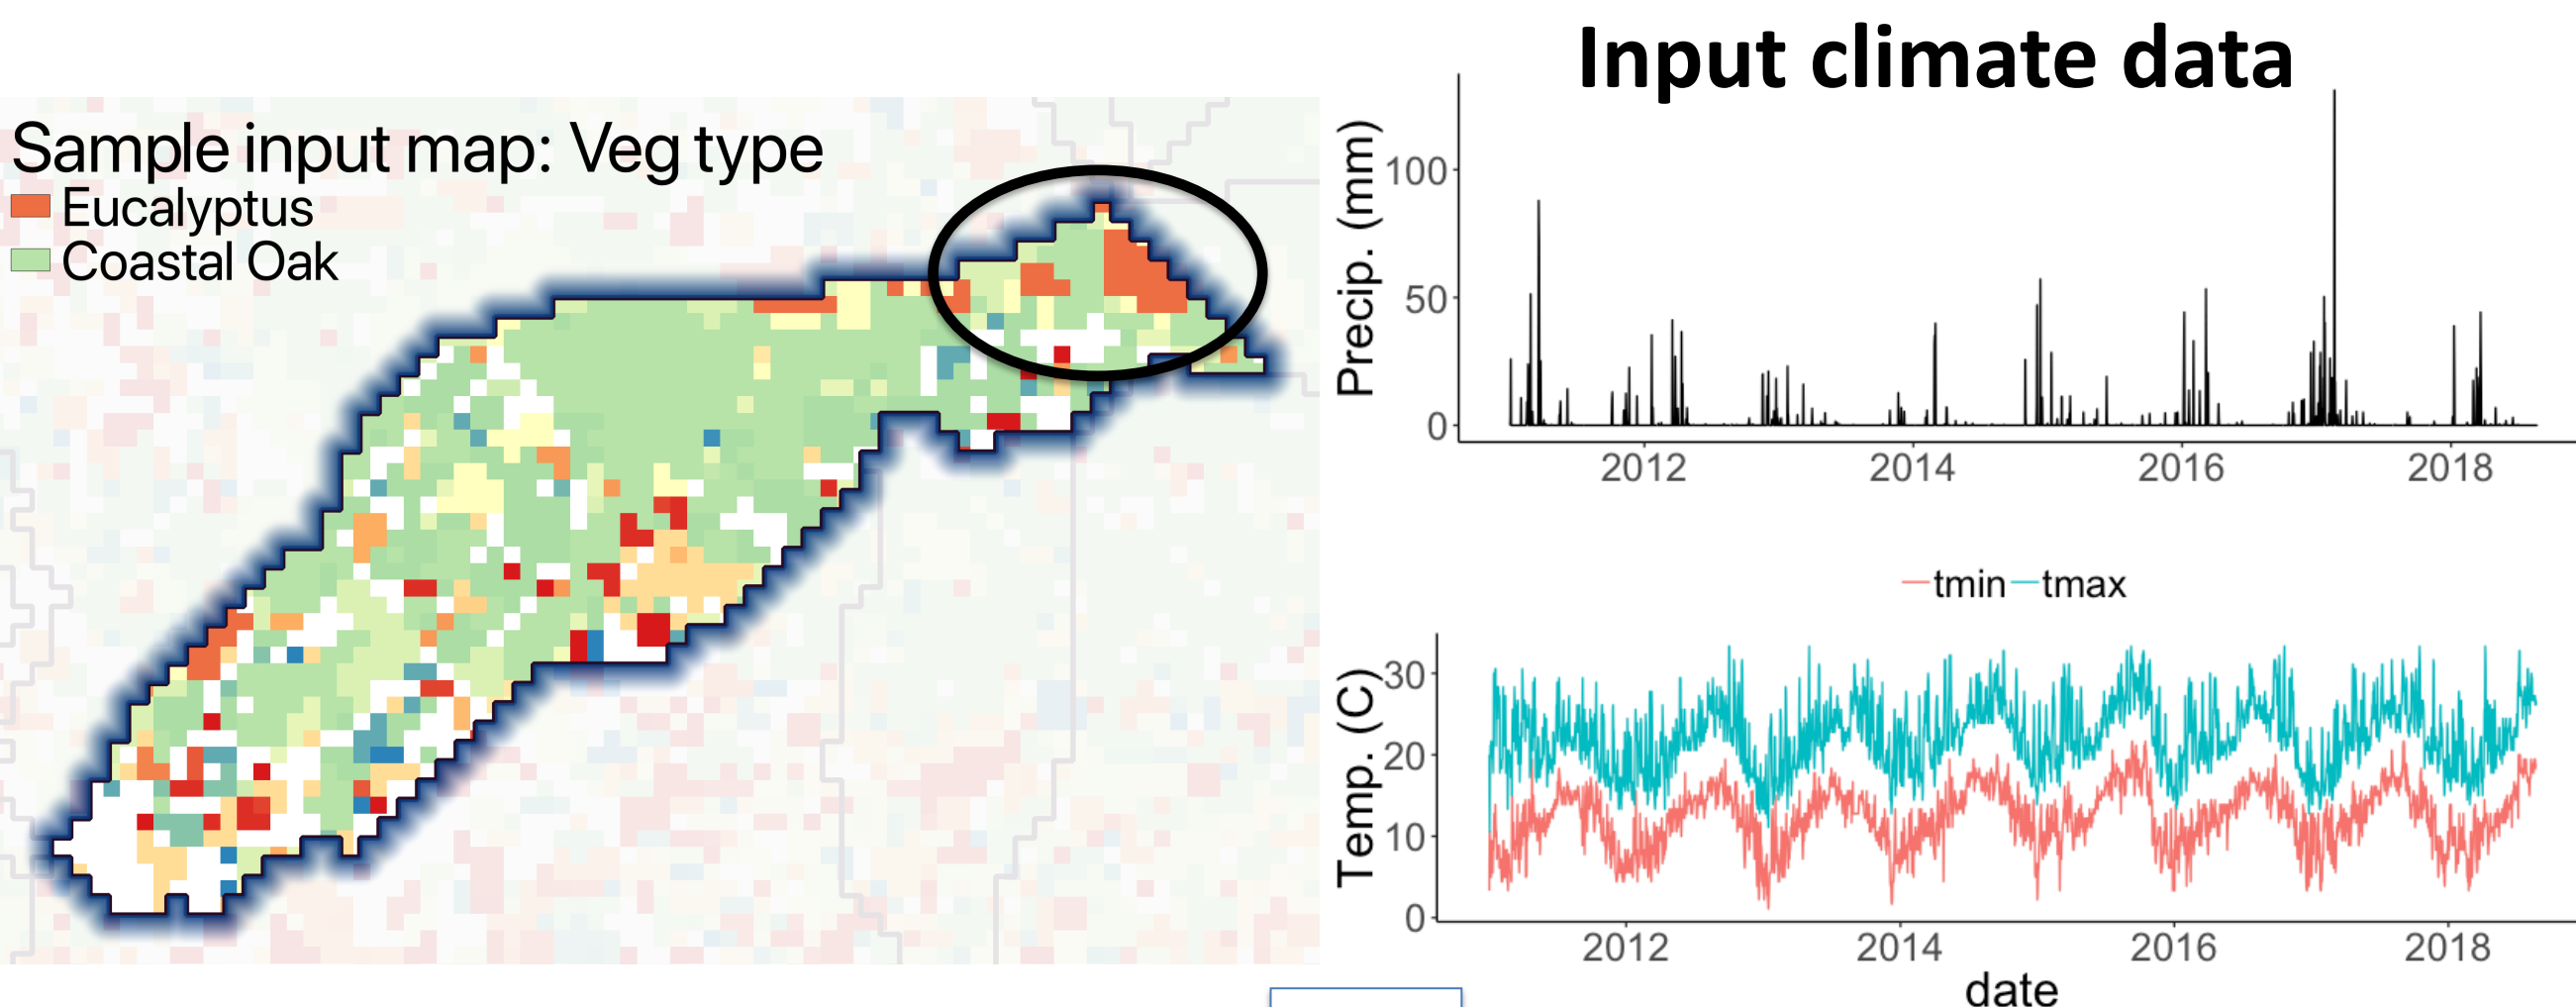 Input climate data
Sample input map: Veg type
Eucalyptus
Coastal Oak
Precip. (mm)
100
50
0
2012 2014 2016 2018
tmin tmax
Temp. (C)
30
20
10
0
2012 2014 2016 2018
date